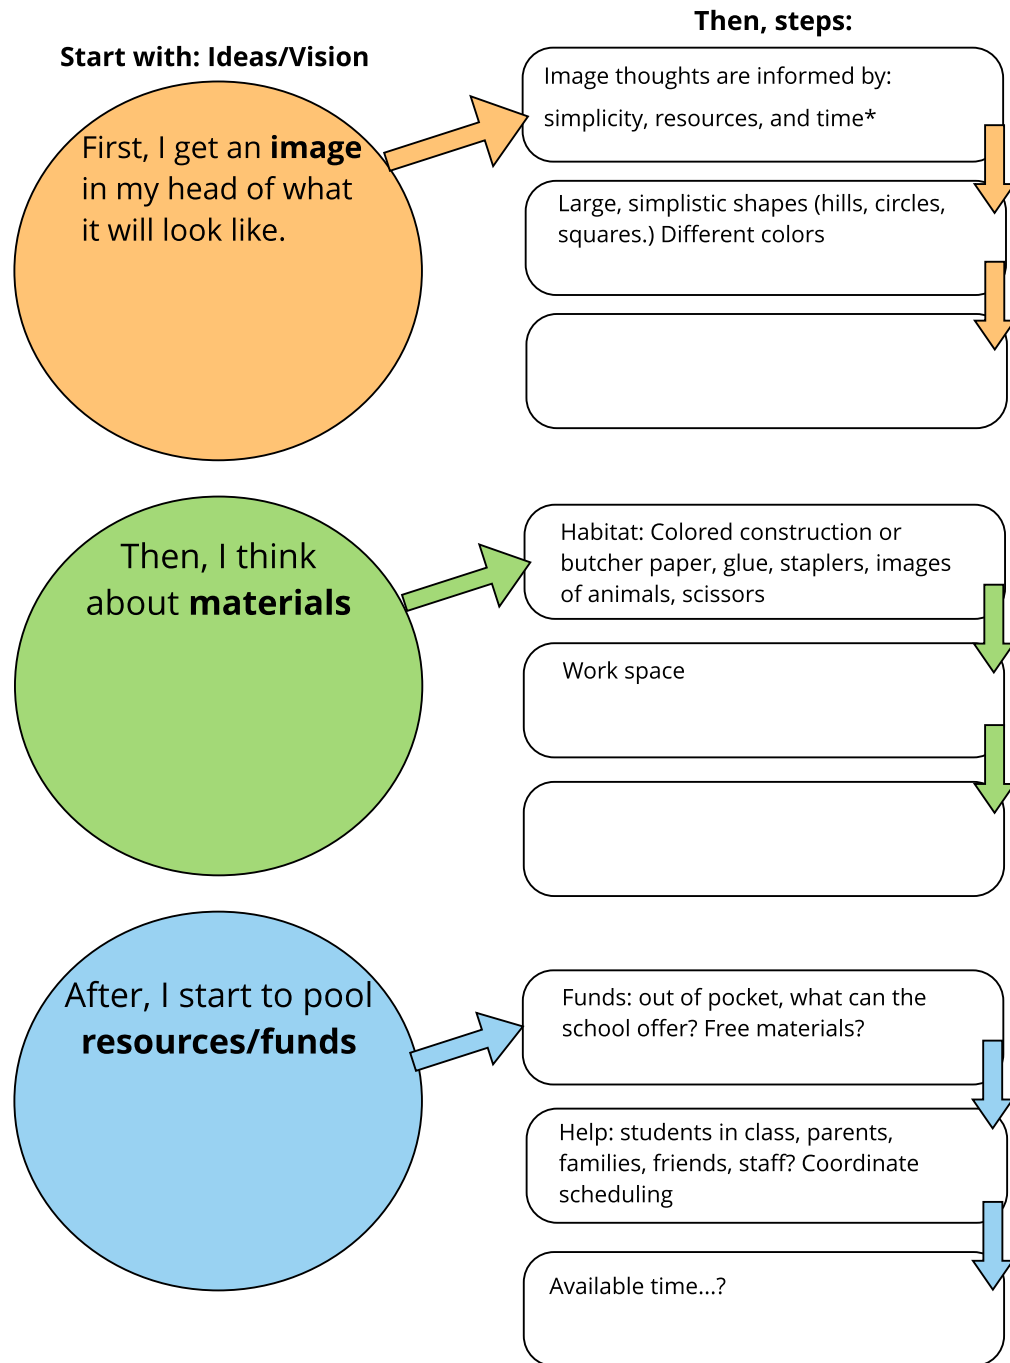 Then, steps:
Start with: Ideas/Vision
First, I get an image
in my head of what
it will look like.
Image thoughts are informed by:
simplicity, resources, and time*
Large, simplistic shapes (hills, circles,
squares.) Different colors
Then, I think
about materials
Habitat: Colored construction or
butcher paper, glue, staplers, images
of animals, scissors
Work space
After, I start to pool
resources/funds
Funds: out of pocket, what can the
school offer? Free materials?
Help: students in class, parents,
families, friends, staff? Coordinate
scheduling
Available time...?